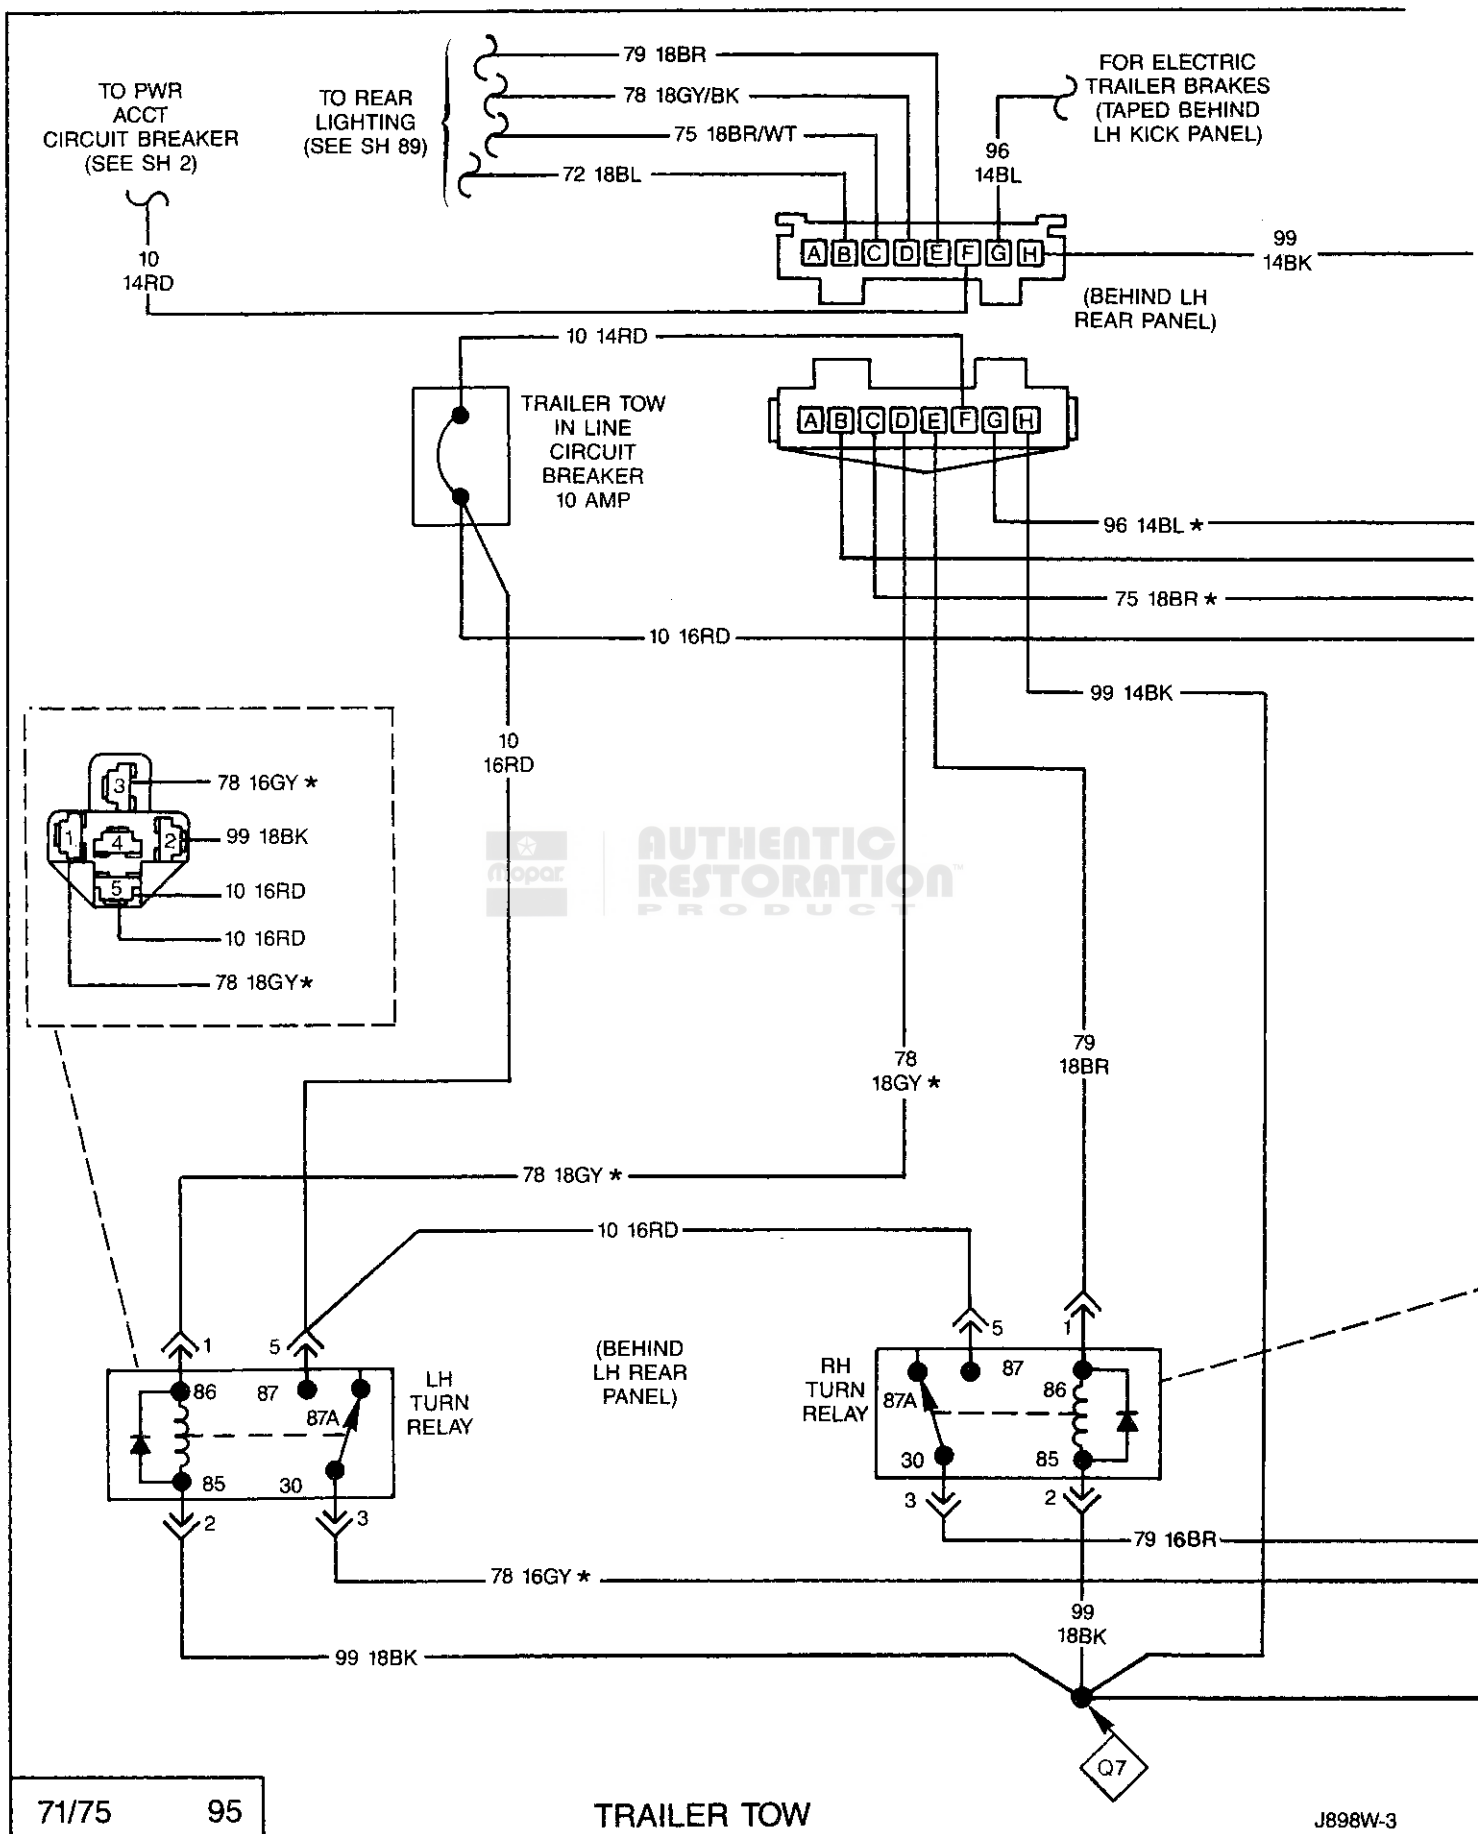 TO PWR
ACCT
CIRCUIT BREAKER
(SEE SH 2)
TO REAR
LIGHTING
(SEE SH 89)
79 18BR
78 18GY/BK
75 18BR/WT
72 18BL
FOR ELECTRIC
TRAILER BRAKES
(TAPED BEHIND
LH KICK PANEL)
96
14BL
10
14RD
A B C D E F G H
99
14BK
(BEHIND LH
REAR PANEL)
10 14RD
TRAILER TOW
IN LINE
CIRCUIT
BREAKER
10 AMP
A B C D E F G H
96 14BL *
75 18BR *
10 16RD
99 14BK
10
16RD
3
78 16GY *
1
4
2
99 18BK
5
10 16RD
10 16RD
78 18GY *
Mopar
AUTHENTIC
RESTORATION™
PRODUCT
78
18GY *
79
18BR
78 18GY *
10 16RD
1
5
5
1
(BEHIND
LH REAR
PANEL)
86
87
87A
85
30
LH
TURN
RELAY
RH
TURN
RELAY
87
86
87A
30
85
2
3
3
2
79 16BR
78 16GY *
99
18BK
99 18BK
Q7
71/75 95
TRAILER TOW
J898W-3